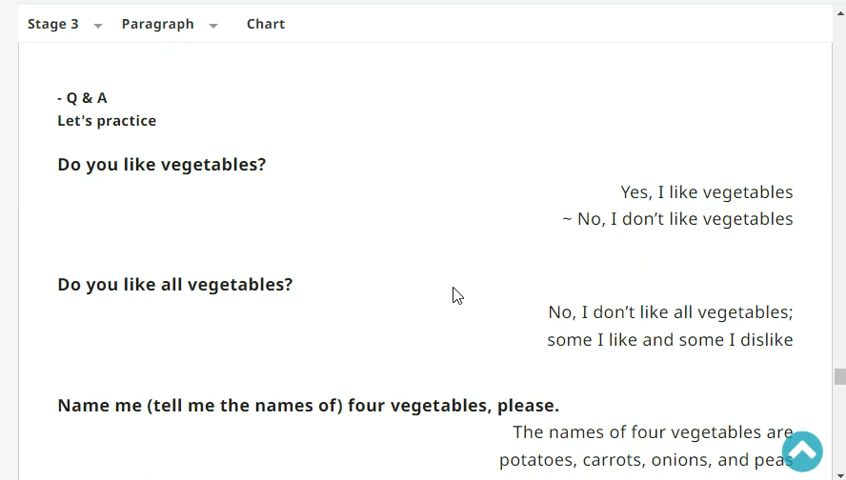 Stage 3 Paragraph Chart
- Q & A
Let's practice
Do you like vegetables?
Yes, I like vegetables
~ No, I don’t like vegetables
Do you like all vegetables?
No, I don’t like all vegetables;
some I like and some I dislike
Name me (tell me the names of) four vegetables, please.
The names of four vegetables are
potatoes, carrots, onions, and peas